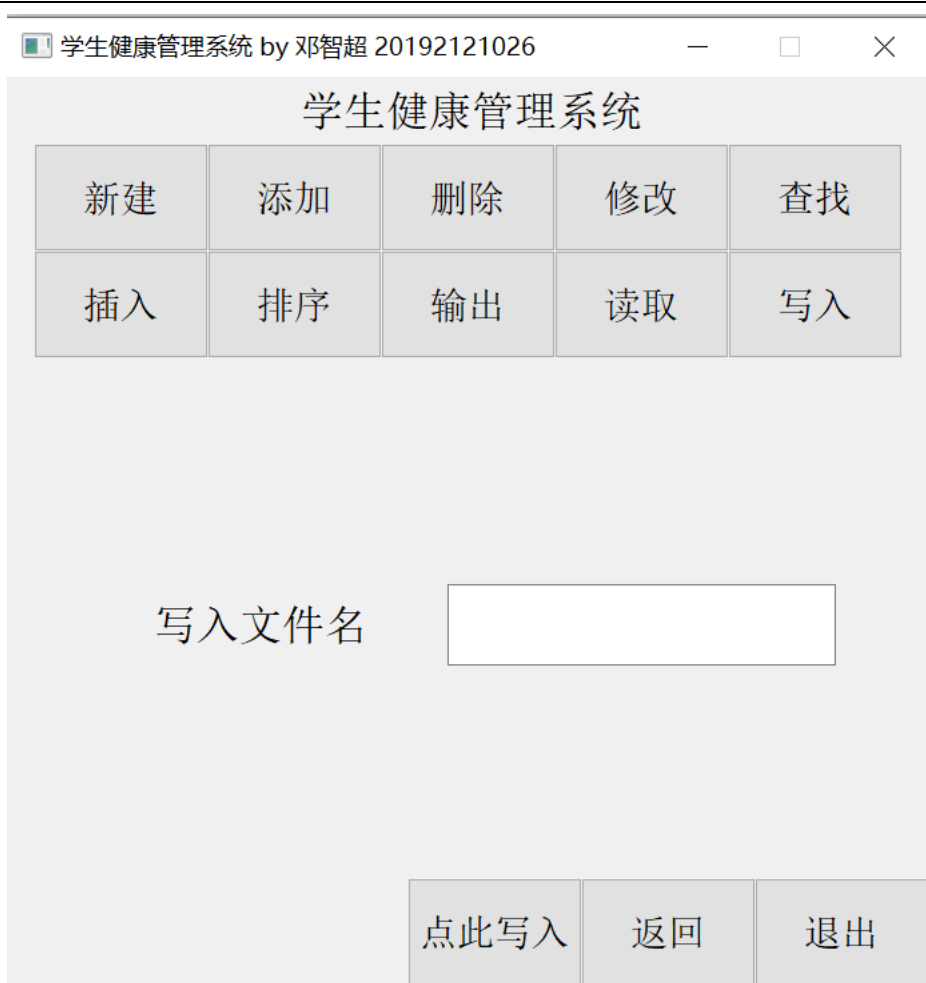 学生健康管理系统 by 邓智超 20192121026
学生健康管理系统
新建 添加 删除 修改 查找
插入 排序 输出 读取 写入
写入文件名
点此写入 返回 退出